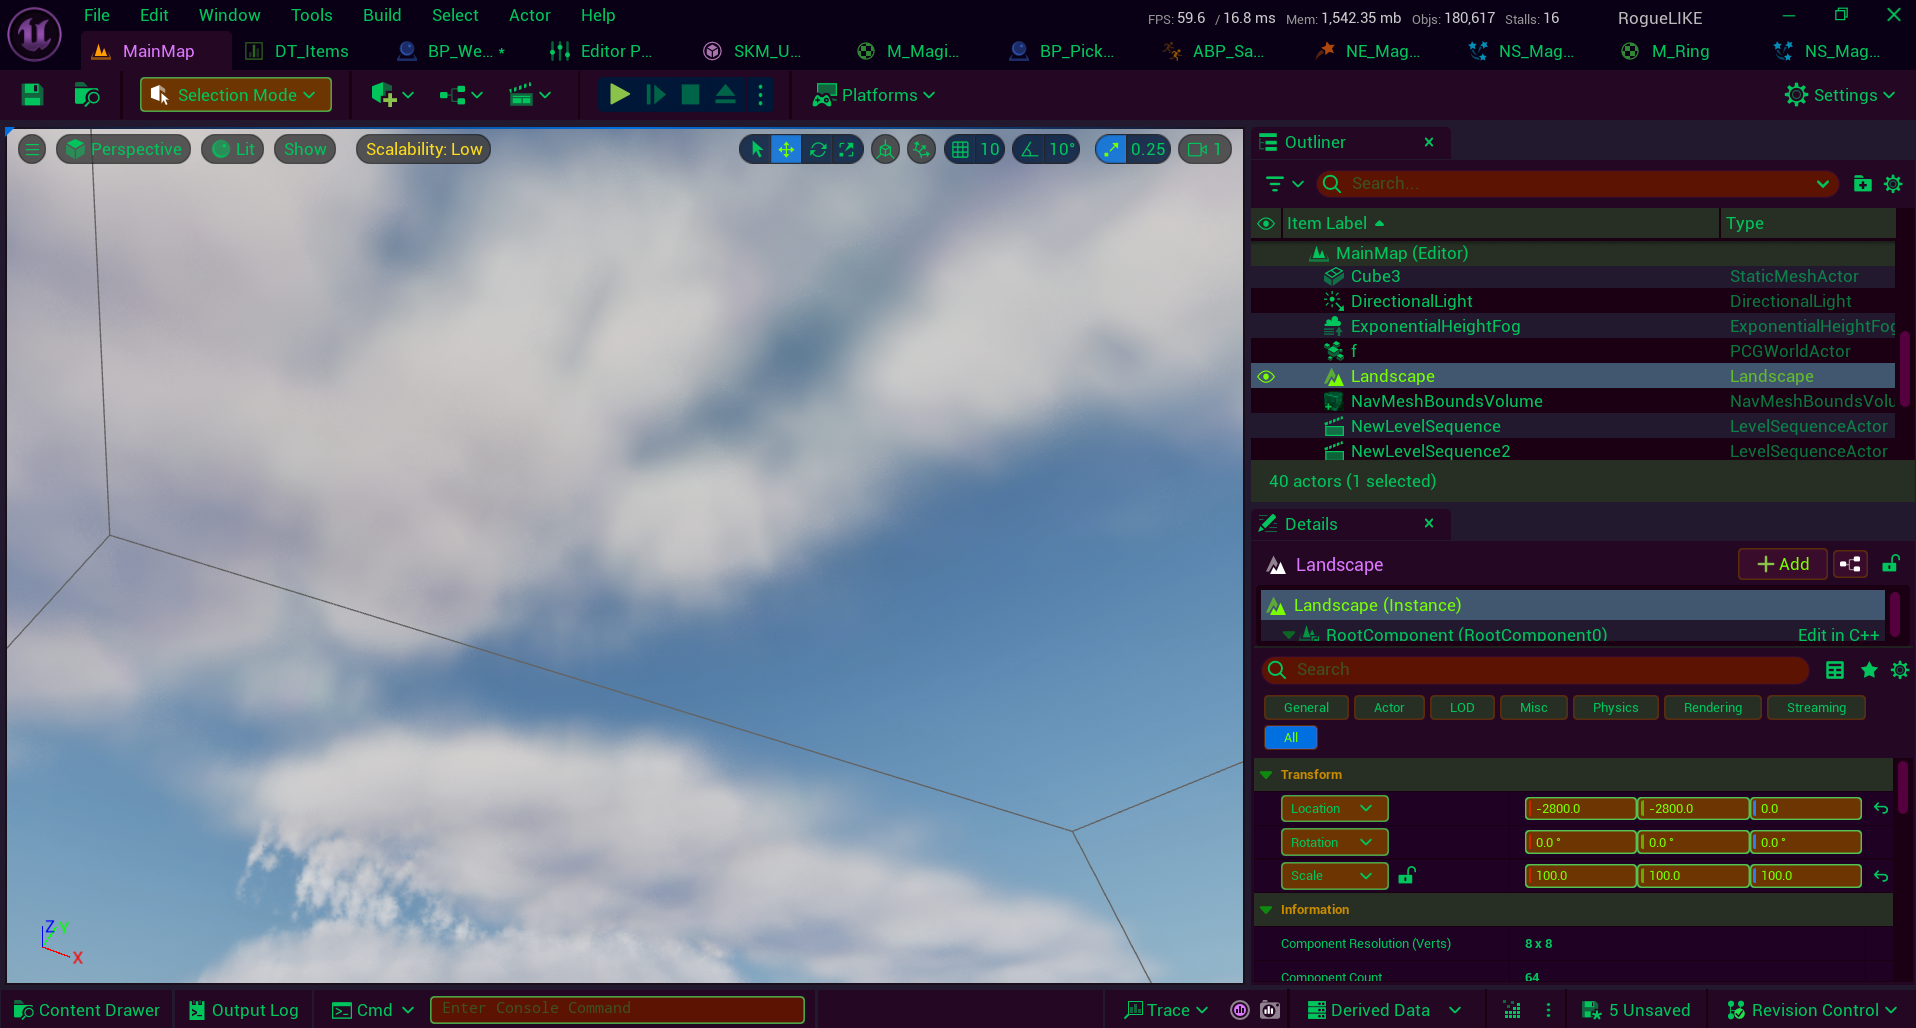 File Edit Window Tools Build Select Actor Help
FPS: 59.6 / 16.8 ms Mem: 1,542.35 mb Objs: 180,617 Stalls: 16 RogueLIKE
MainMap DT_Items BP_We... • Editor P... SKM_U... M_Magi... BP_Pick... ABP_Sa... NE_Mag... NS_Mag... M_Ring NS_Mag...
Selection Mode Platforms Settings
Perspective Lit Show Scalability: Low 10 10° 0.25 1
Outliner
Search...
Item Label Type
MainMap (Editor)
Cube3 StaticMeshActor
DirectionalLight DirectionalLight
ExponentialHeightFog ExponentialHeightFog
f PCGWorldActor
Landscape Landscape
NavMeshBoundsVolume NavMeshBoundsVolu
NewLevelSequence LevelSequenceActor
NewLevelSequence2 LevelSequenceActor
40 actors (1 selected)
Details
Landscape Add
Landscape (Instance)
RootComponent (RootComponent0) Edit in C++
Search
General Actor LOD Misc Physics Rendering Streaming
All
Transform
Location -2800.0 -2800.0 0.0
Rotation 0.0 ° 0.0 ° 0.0 °
Scale 100.0 100.0 100.0
Information
Component Resolution (Verts) 8 x 8
Component Count 64
Z Y
X
Content Drawer Output Log Cmd Enter Console Command Trace Derived Data 5 Unsaved Revision Control